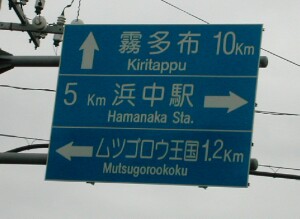 霧多布 10Km
Kiritappu
5 Km 浜中駅
Hamanaka Sta.
ムツゴロウ王国 1.2Km
Mutsugorookoku